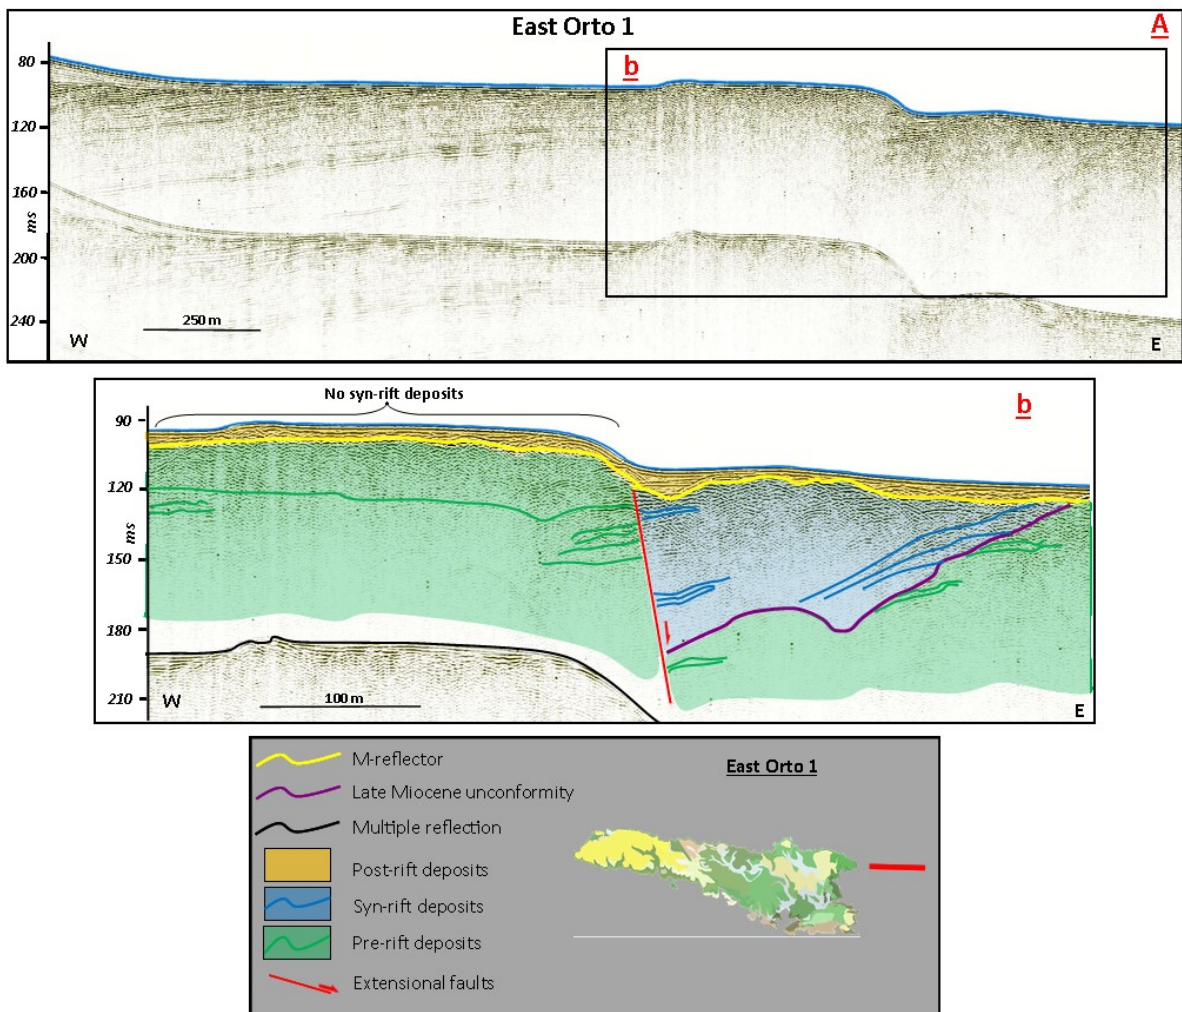 East Orto 1
A
b
80
120
160
ms
200
240
250 m
W
E
No syn-rift deposits
b
90
120
ms
150
180
210
100 m
W
E
M-reflector
East Orto 1
Late Miocene unconformity
Multiple reflection
Post-rift deposits
Syn-rift deposits
Pre-rift deposits
Extensional faults